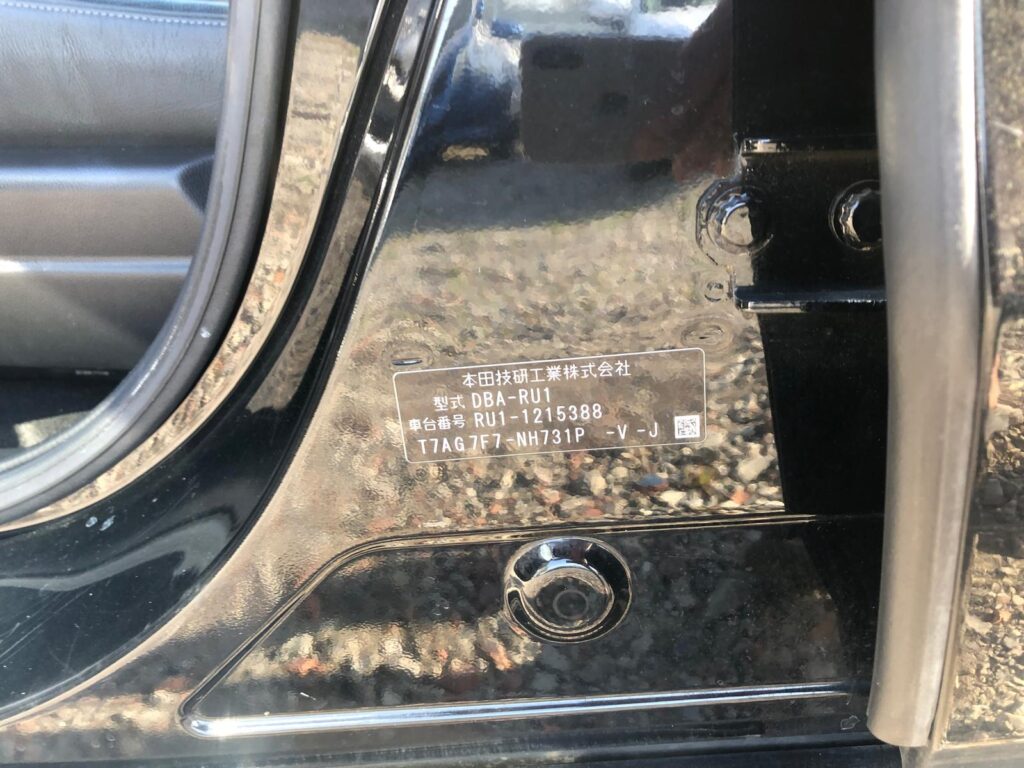 本田技研工業株式会社
型式 DBA-RU1
車台番号 RU1-1215388
T7AG7F7-NH731P -V -J